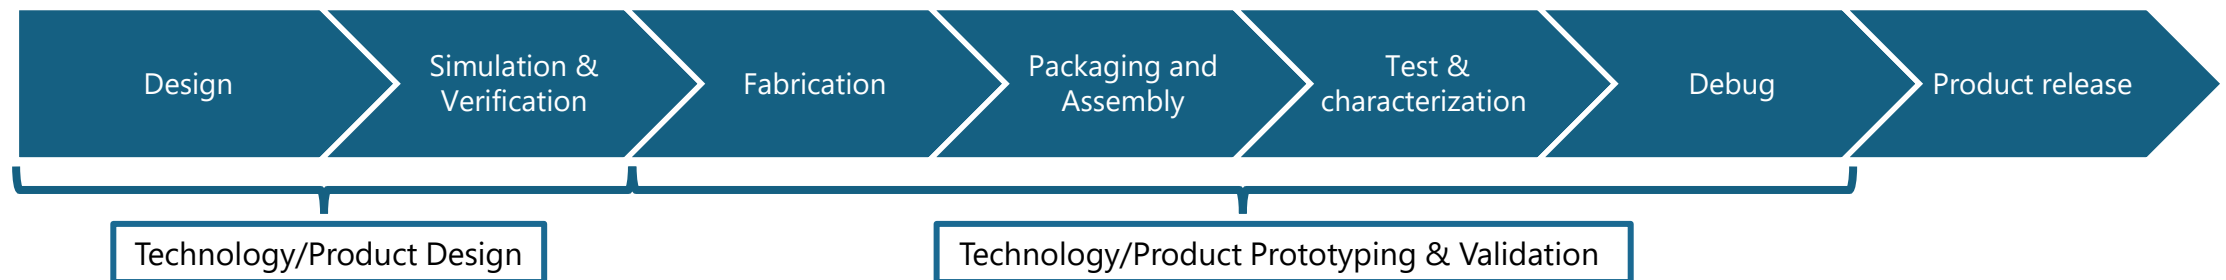 Design
Simulation &
Verification
Fabrication
Packaging and
Assembly
Test &
characterization
Debug
Product release
Technology/Product Design
Technology/Product Prototyping & Validation